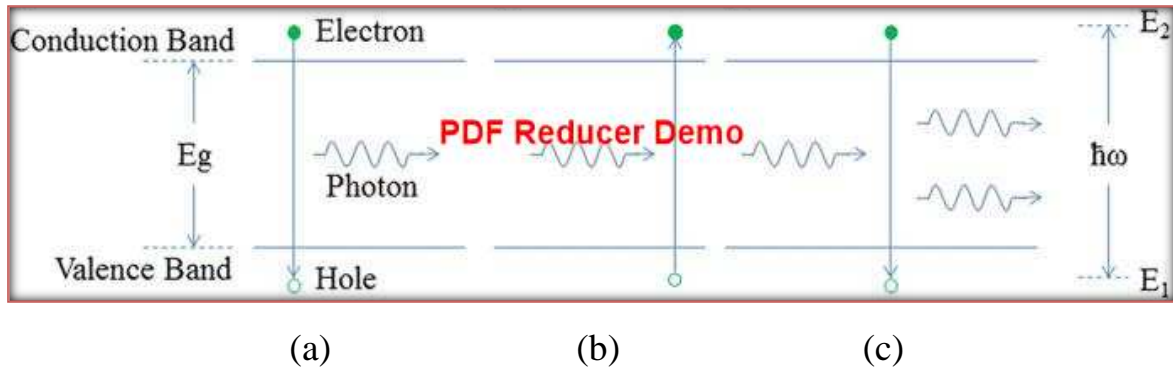 Electron
E₂
Conduction Band
PDF Reducer Demo
Eg
ħω
Photon
Valence Band
Hole
E₁
(a) (b) (c)